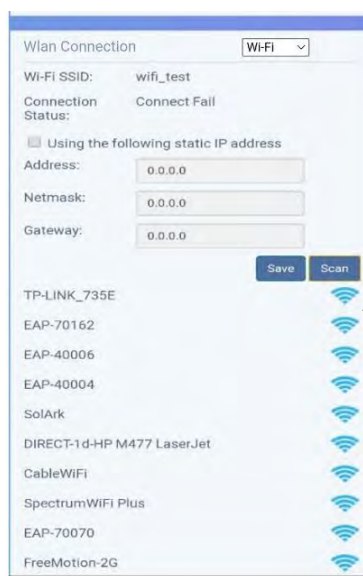 Wlan Connection Wi-Fi
Wi-Fi SSID: wifi_test
Connection Status: Connect Fail
Using the following static IP address
Address: 0.0.0.0
Netmask: 0.0.0.0
Gateway: 0.0.0.0
Save Scan
TP-LINK_735E
EAP-70162
EAP-40006
EAP-40004
SolArk
DIRECT-1d-HP M477 LaserJet
CableWiFi
SpectrumWiFi Plus
EAP-70070
FreeMotion-2G